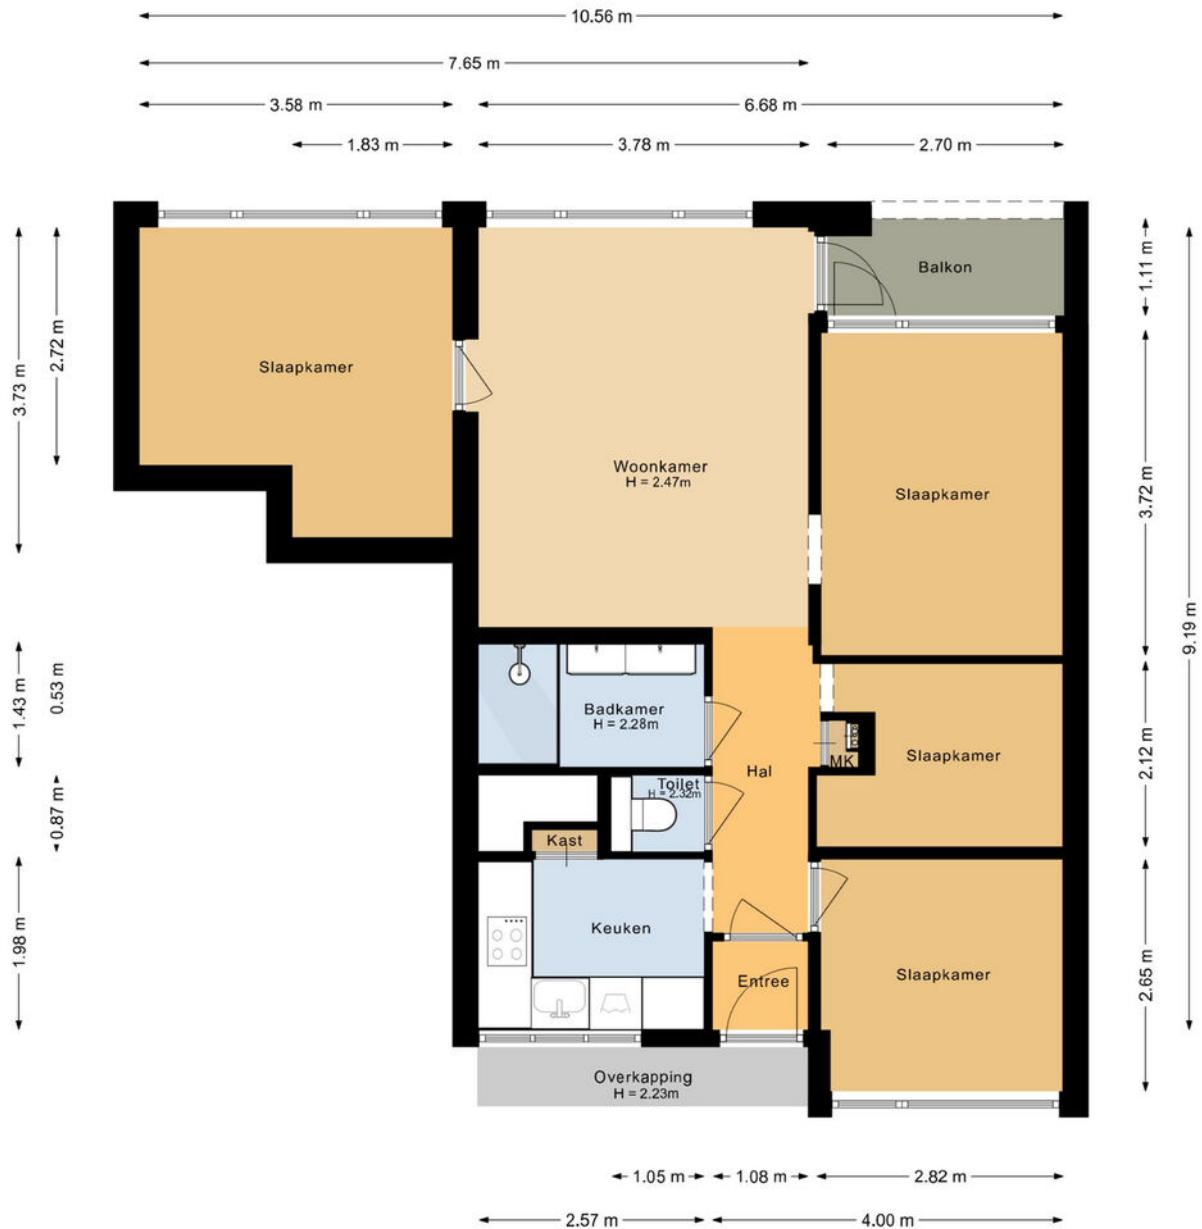 10.56 m
7.65 m
3.58 m
6.68 m
1.83 m
3.78 m
2.70 m
Balkon
1.11 m
2.72 m
3.73 m
Slaapkamer
Woonkamer
H = 2.47m
Slaapkamer
3.72 m
9.19 m
1.43 m
0.53 m
Badkamer
H = 2.28m
Hal
MK
Slaapkamer
2.12 m
Toilet
H = 2.32m
0.87 m
Kast
Keuken
1.98 m
Entree
Slaapkamer
2.65 m
Overkapping
H = 2.23m
1.05 m
1.08 m
2.82 m
2.57 m
4.00 m